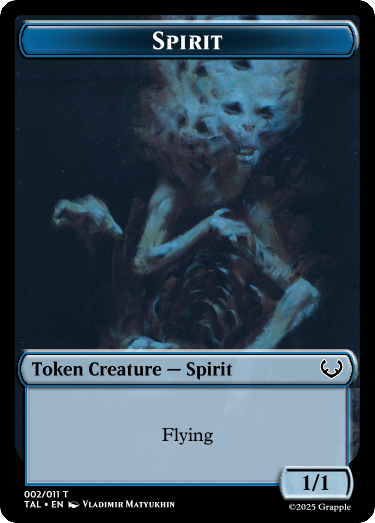 Spirit
Token Creature — Spirit
Flying
1/1
002/011 T
TAL • EN Vladimir Matyukhin
©2025 Grapple